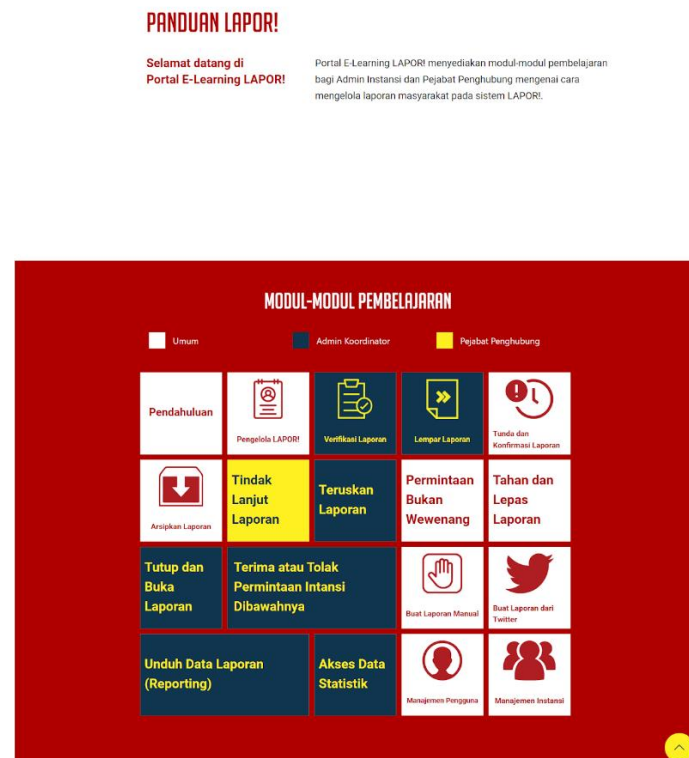 PANDUAN LAPOR!
Selamat datang di
Portal E-Learning LAPOR!
Portal E-Learning LAPOR! menyediakan modul-modul pembelajaran
bagi Admin Instansi dan Pejabat Penghubung mengenai cara
mengelola laporan masyarakat pada sistem LAPOR!.
MODUL-MODUL PEMBELAJARAN
Umum
Admin Koordinator
Pejabat Penghubung
Pendahuluan
Pengelola LAPOR!
Verifikasi Laporan
Lempar Laporan
Tunda dan
Konfirmasi Laporan
Arsipkan Laporan
Tindak
Lanjut
Laporan
Teruskan
Laporan
Permintaan
Bukan
Wewenang
Tahan dan
Lepas
Laporan
Tutup dan
Buka
Laporan
Terima atau Tolak
Permintaan Intansi
Dibawahnya
Buat Laporan Manual
Buat Laporan dari
Twitter
Unduh Data Laporan
(Reporting)
Akses Data
Statistik
Manajemen Pengguna
Manajemen Instansi